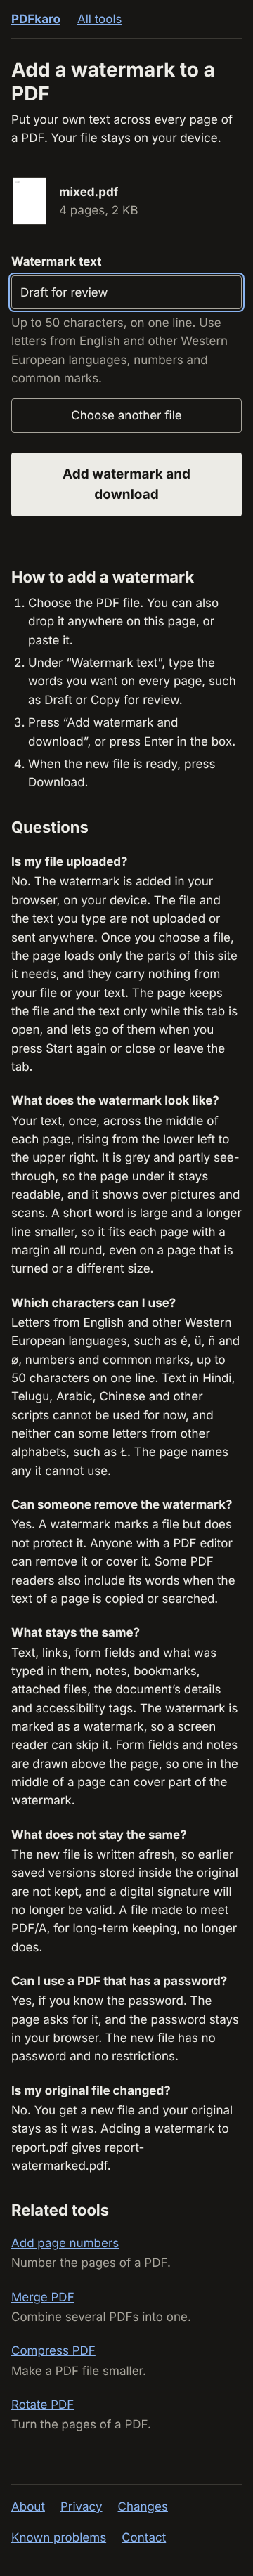 PDFkaro All tools
Add a watermark to a
PDF
Put your own text across every page of
a PDF. Your file stays on your device.
mixed.pdf
4 pages, 2 KB
Watermark text
Draft for review
Up to 50 characters, on one line. Use
letters from English and other Western
European languages, numbers and
common marks.
Choose another file
Add watermark and
download
How to add a watermark
1. Choose the PDF file. You can also
drop it anywhere on this page, or
paste it.
2. Under “Watermark text”, type the
words you want on every page, such
as Draft or Copy for review.
3. Press “Add watermark and
download”, or press Enter in the box.
4. When the new file is ready, press
Download.
Questions
Is my file uploaded?
No. The watermark is added in your
browser, on your device. The file and
the text you type are not uploaded or
sent anywhere. Once you choose a file,
the page loads only the parts of this site
it needs, and they carry nothing from
your file or your text. The page keeps
the file and the text only while this tab is
open, and lets go of them when you
press Start again or close or leave the
tab.
What does the watermark look like?
Your text, once, across the middle of
each page, rising from the lower left to
the upper right. It is grey and partly see-
through, so the page under it stays
readable, and it shows over pictures and
scans. A short word is large and a longer
line smaller, so it fits each page with a
margin all round, even on a page that is
turned or a different size.
Which characters can I use?
Letters from English and other Western
European languages, such as é, ü, ñ and
ø, numbers and common marks, up to
50 characters on one line. Text in Hindi,
Telugu, Arabic, Chinese and other
scripts cannot be used for now, and
neither can some letters from other
alphabets, such as Ł. The page names
any it cannot use.
Can someone remove the watermark?
Yes. A watermark marks a file but does
not protect it. Anyone with a PDF editor
can remove it or cover it. Some PDF
readers also include its words when the
text of a page is copied or searched.
What stays the same?
Text, links, form fields and what was
typed in them, notes, bookmarks,
attached files, the document’s details
and accessibility tags. The watermark is
marked as a watermark, so a screen
reader can skip it. Form fields and notes
are drawn above the page, so one in the
middle of a page can cover part of the
watermark.
What does not stay the same?
The new file is written afresh, so earlier
saved versions stored inside the original
are not kept, and a digital signature will
no longer be valid. A file made to meet
PDF/A, for long-term keeping, no longer
does.
Can I use a PDF that has a password?
Yes, if you know the password. The
page asks for it, and the password stays
in your browser. The new file has no
password and no restrictions.
Is my original file changed?
No. You get a new file and your original
stays as it was. Adding a watermark to
report.pdf gives report-
watermarked.pdf.
Related tools
Add page numbers
Number the pages of a PDF.
Merge PDF
Combine several PDFs into one.
Compress PDF
Make a PDF file smaller.
Rotate PDF
Turn the pages of a PDF.
About Privacy Changes
Known problems Contact